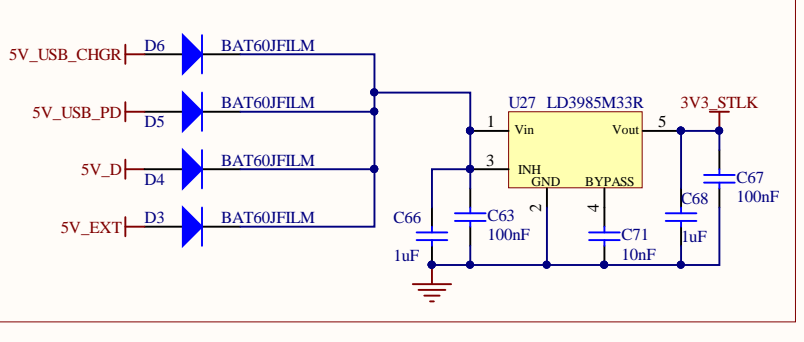 5V_USB_CHGR
D6
BAT60JFILM
5V_USB_PD
D5
BAT60JFILM
5V_D
D4
BAT60JFILM
5V_EXT
D3
BAT60JFILM
U27 LD3985M33R
3V3_STLK
1
Vin
Vout
5
3
INH
GND
BYPASS
2
4
C66
1uF
C63
100nF
C71
10nF
C68
1uF
C67
100nF